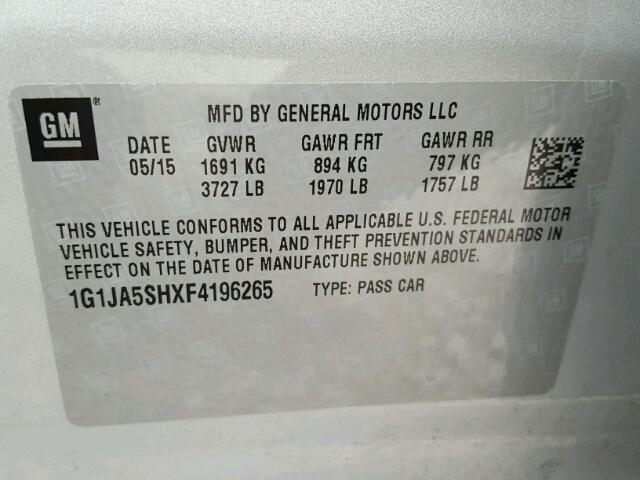 GM ® MFD BY GENERAL MOTORS LLC
DATE GVWR GAWR FRT GAWR RR
05/15 1691 KG 894 KG 797 KG
3727 LB 1970 LB 1757 LB
THIS VEHICLE CONFORMS TO ALL APPLICABLE U.S. FEDERAL MOTOR
VEHICLE SAFETY, BUMPER, AND THEFT PREVENTION STANDARDS IN
EFFECT ON THE DATE OF MANUFACTURE SHOWN ABOVE.
1G1JA5SHXF4196265 TYPE: PASS CAR